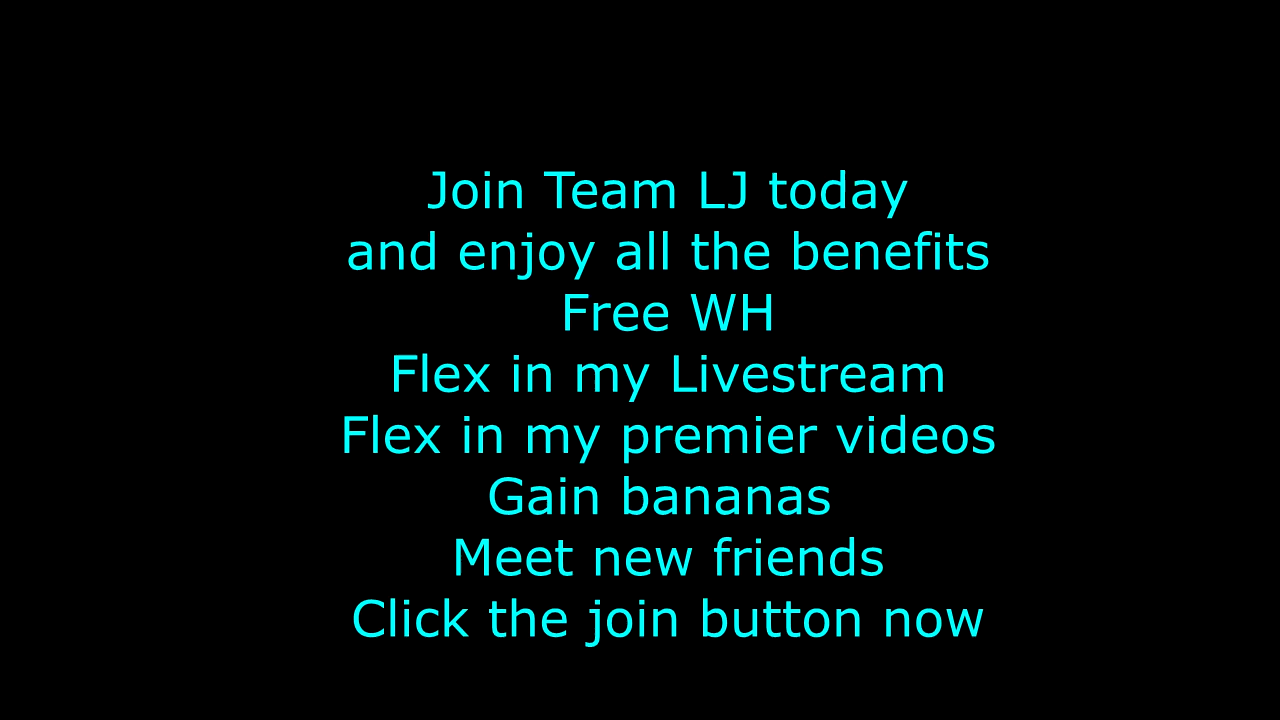 Join Team LJ today
and enjoy all the benefits
Free WH
Flex in my Livestream
Flex in my premier videos
Gain bananas
Meet new friends
Click the join button now